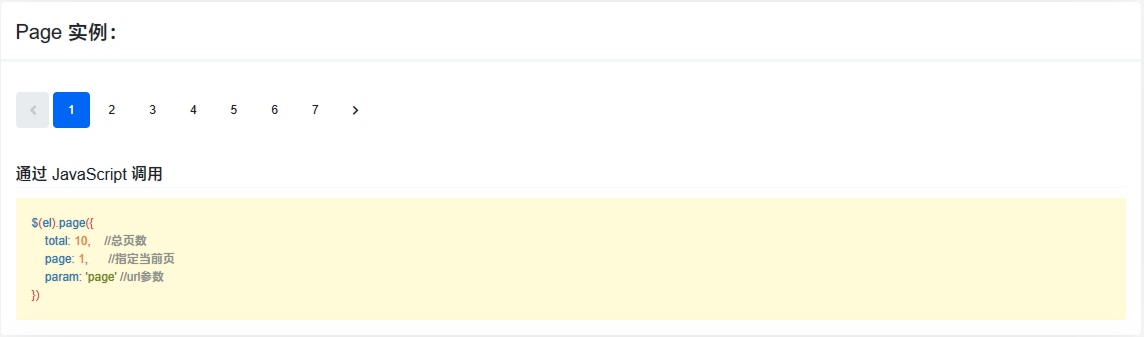 Page 实例：
1 2 3 4 5 6 7
通过 JavaScript 调用
$(el).page({
    total: 10,    //总页数
    page: 1,      //指定当前页
    param: 'page' //url参数
})